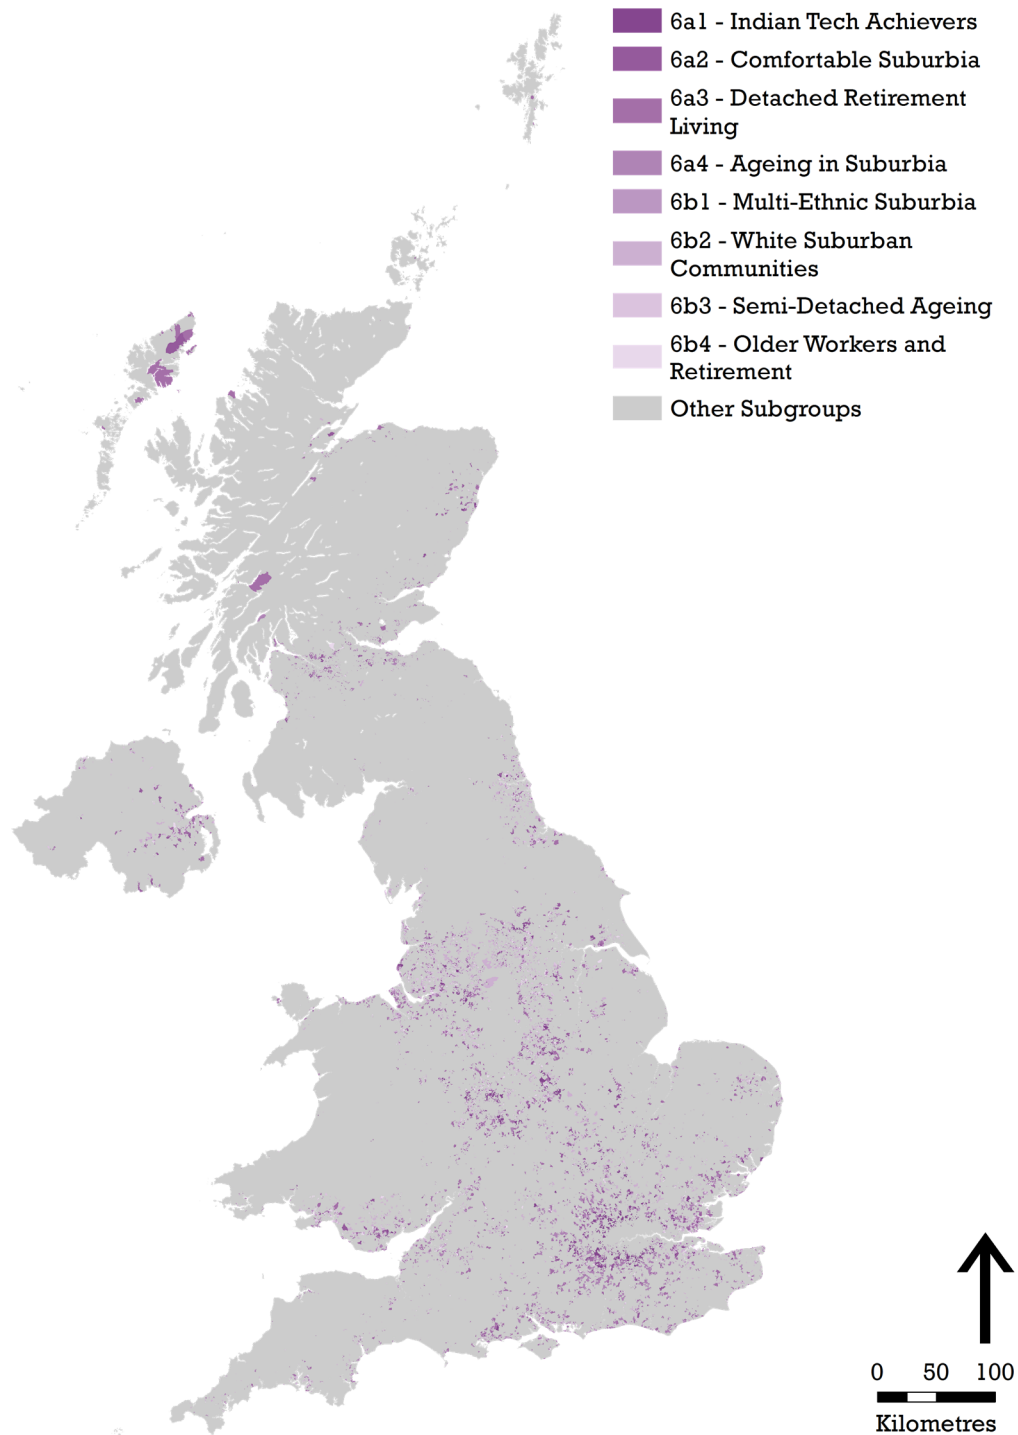 6a1 - Indian Tech Achievers
6a2 - Comfortable Suburbia
6a3 - Detached Retirement
Living
6a4 - Ageing in Suburbia
6b1 - Multi-Ethnic Suburbia
6b2 - White Suburban
Communities
6b3 - Semi-Detached Ageing
6b4 - Older Workers and
Retirement
Other Subgroups
0 50 100
Kilometres